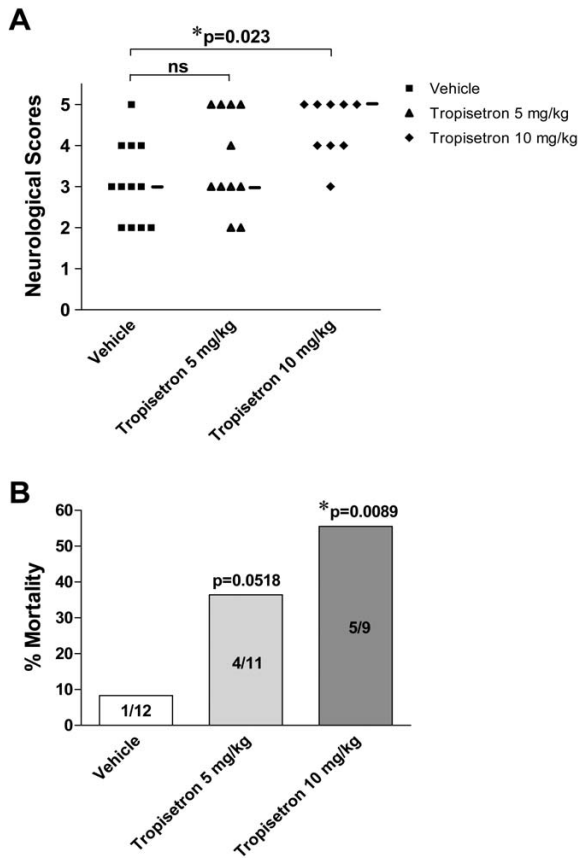 A
*p=0.023
ns
Neurological Scores
5
4
3
2
1
0
Vehicle
Tropisetron 5 mg/kg
Tropisetron 10 mg/kg
Vehicle
Tropisetron 5 mg/kg
Tropisetron 10 mg/kg
B
% Mortality
60
50
40
30
20
10
0
*p=0.0089
p=0.0518
5/9
4/11
1/12
Vehicle
Tropisetron 5 mg/kg
Tropisetron 10 mg/kg